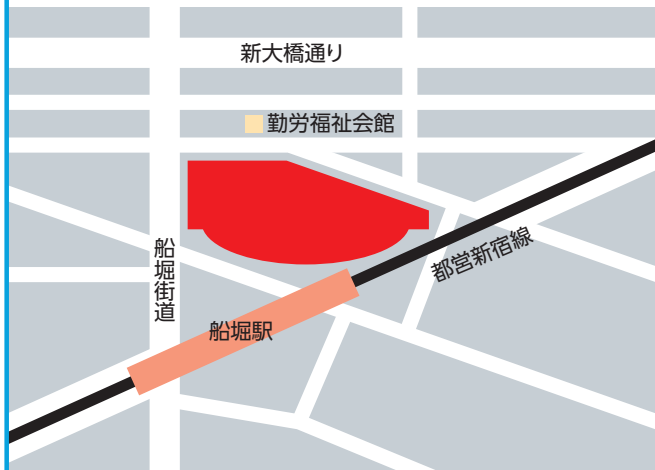 新大橋通り
勤労福祉会館
船堀街道
都営新宿線
船堀駅